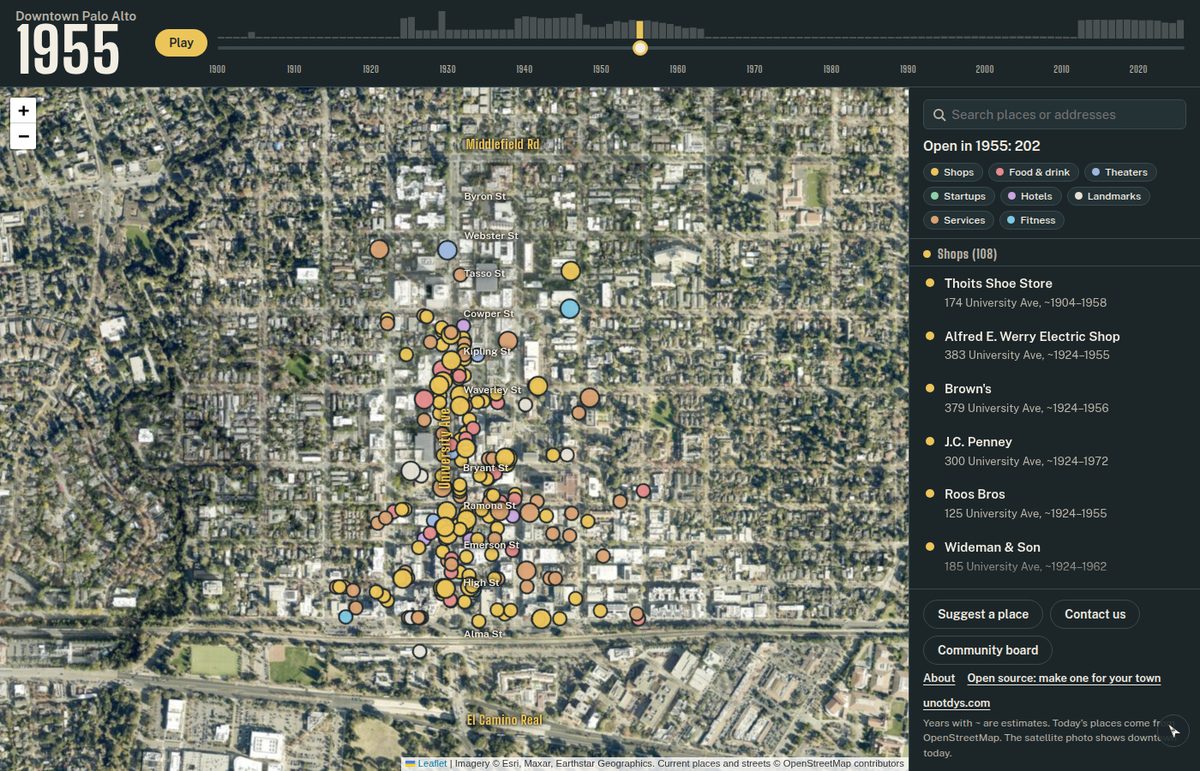 Downtown Palo Alto
1955
Play
1900 1910 1920 1930 1940 1950 1960 1970 1980 1990 2000 2010 2020
+
−
Middlefield Rd
Byron St
Webster St
Tasso St
Cowper St
Kipling St
Waverley St
University Ave
Bryant St
Ramona St
Emerson St
High St
Alma St
El Camino Real
Leaflet | Imagery © Esri, Maxar, Earthstar Geographics. Current places and streets © OpenStreetMap contributors
Search places or addresses
Open in 1955: 202
Shops Food & drink Theaters
Startups Hotels Landmarks
Services Fitness
Shops (108)
Thoits Shoe Store
174 University Ave, ~1904–1958
Alfred E. Werry Electric Shop
383 University Ave, ~1924–1955
Brown's
379 University Ave, ~1924–1956
J.C. Penney
300 University Ave, ~1924–1972
Roos Bros
125 University Ave, ~1924–1955
Wideman & Son
185 University Ave, ~1924–1962
Suggest a place Contact us
Community board
About Open source: make one for your town
unotdys.com
Years with ~ are estimates. Today's places come
OpenStreetMap. The satellite photo shows
today.